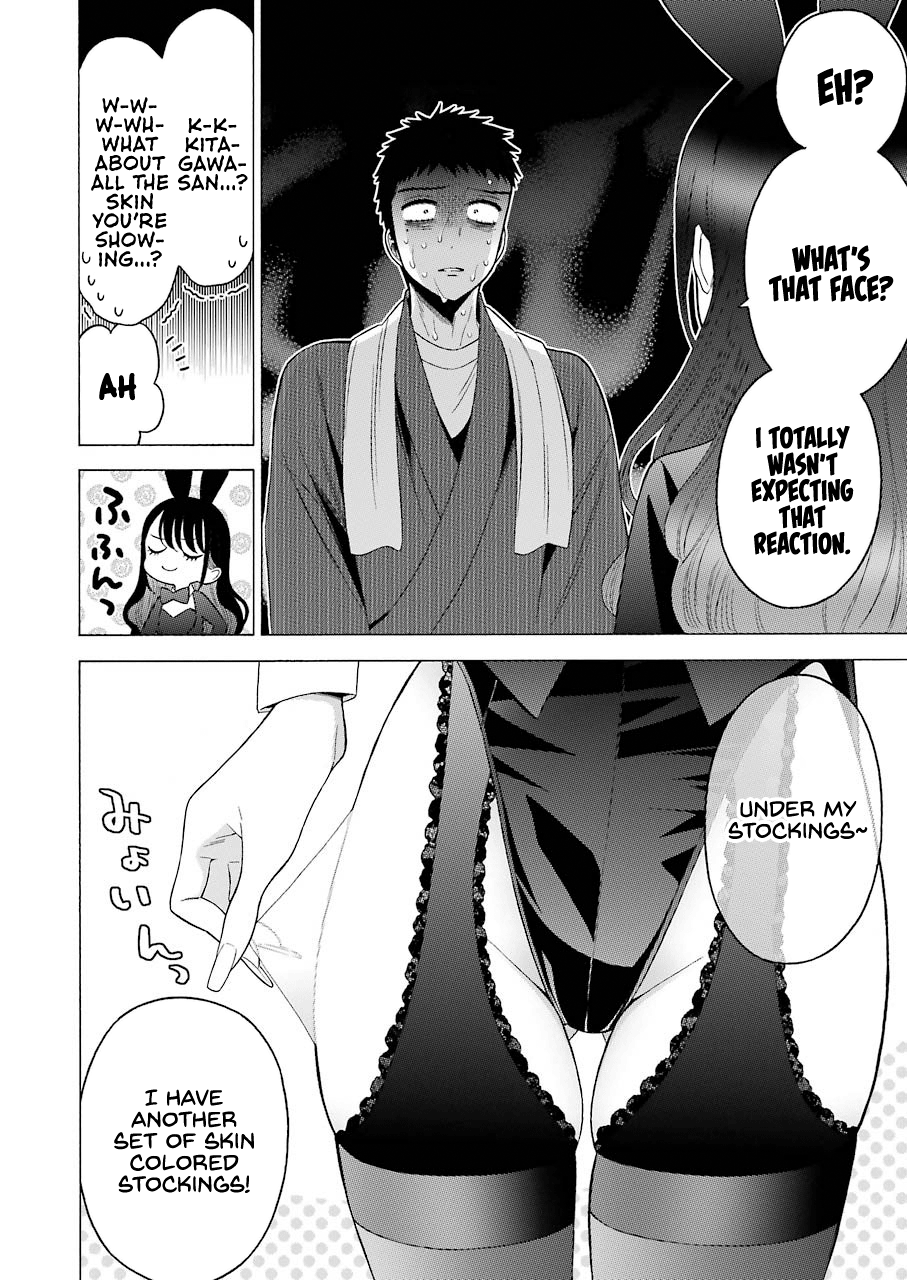 EH?
WHAT'S
THAT FACE?
I TOTALLY
WASN'T
EXPECTING
THAT
REACTION.
K-K-
KITA-
GAWA-
SAN...?
W-W-
W-WH-
WHAT
ABOUT
ALL THE
SKIN
YOU'RE
SHOW-
ING...?
AH
ふふんっ
UNDER MY
STOCKINGS~
みょいんっ
I HAVE
ANOTHER
SET OF SKIN
COLORED
STOCKINGS!